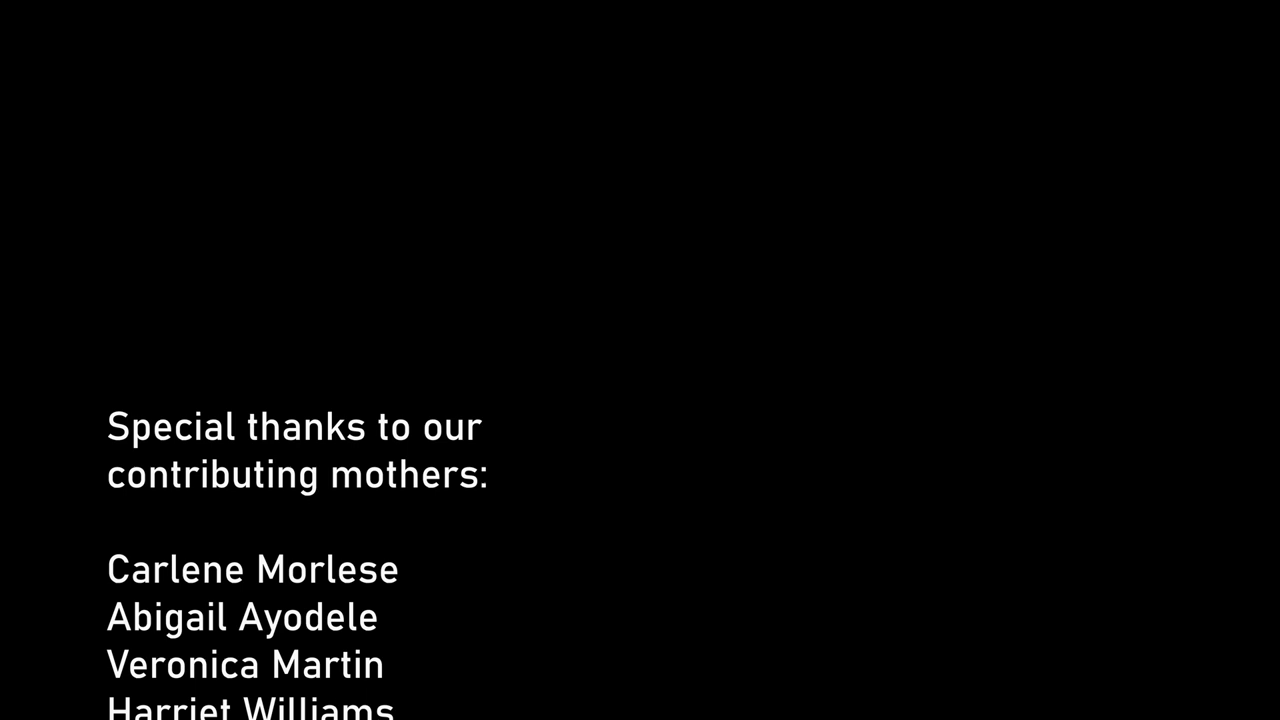 Special thanks to our
contributing mothers:
Carlene Morlese
Abigail Ayodele
Veronica Martin
Harriet Williams